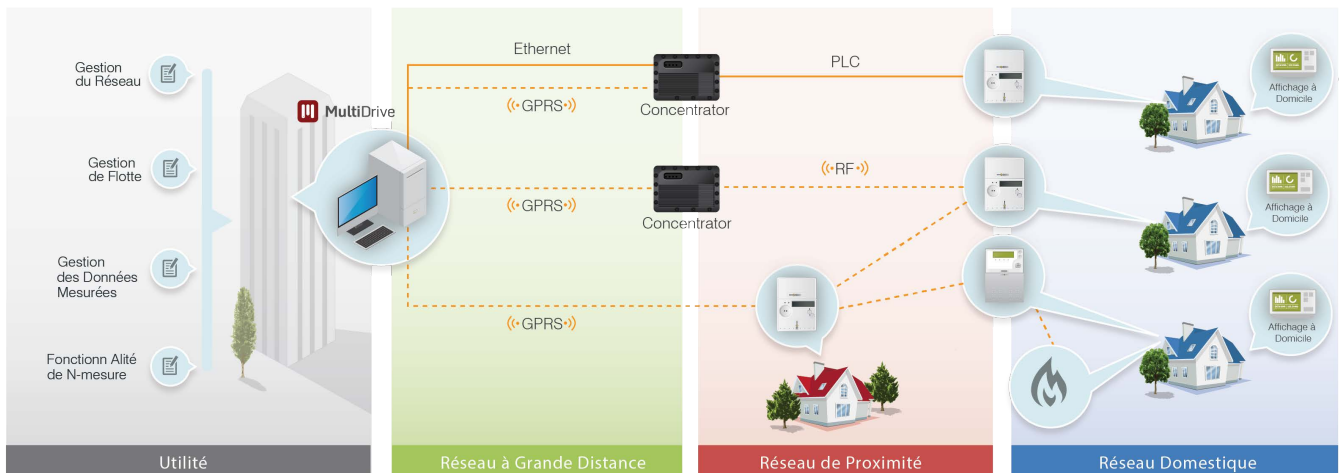 Gestion
du Réseau
Gestion
de Flotte
Gestion
des Données
Mesurées
Fonctionn Alité
de N-mesure
MultiDrive
Utilité
Ethernet
GPRS
GPRS
GPRS
Réseau à Grande Distance
Concentrator
PLC
Concentrator
RF
Réseau de Proximité
Affichage à
Domicile
Affichage à
Domicile
Affichage à
Domicile
Réseau Domestique